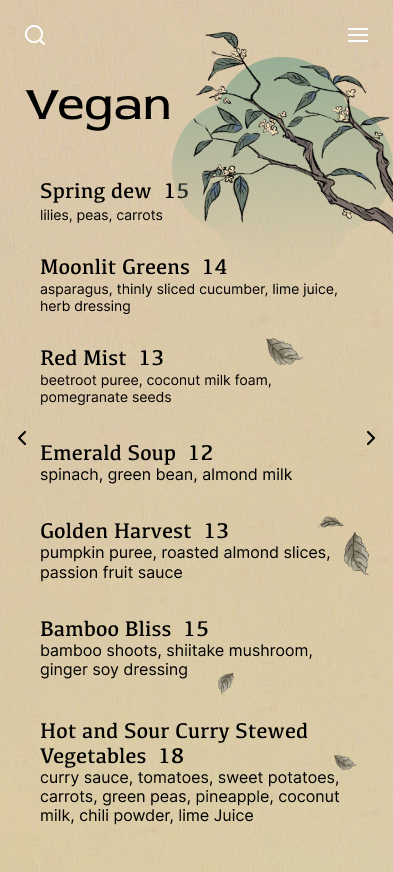 Vegan
Spring dew 15
lilies, peas, carrots
Moonlit Greens 14
asparagus, thinly sliced cucumber, lime juice,
herb dressing
Red Mist 13
beetroot puree, coconut milk foam,
pomegranate seeds
Emerald Soup 12
spinach, green bean, almond milk
Golden Harvest 13
pumpkin puree, roasted almond slices,
passion fruit sauce
Bamboo Bliss 15
bamboo shoots, shiitake mushroom,
ginger soy dressing
Hot and Sour Curry Stewed
Vegetables 18
curry sauce, tomatoes, sweet potatoes,
carrots, green peas, pineapple, coconut
milk, chili powder, lime Juice